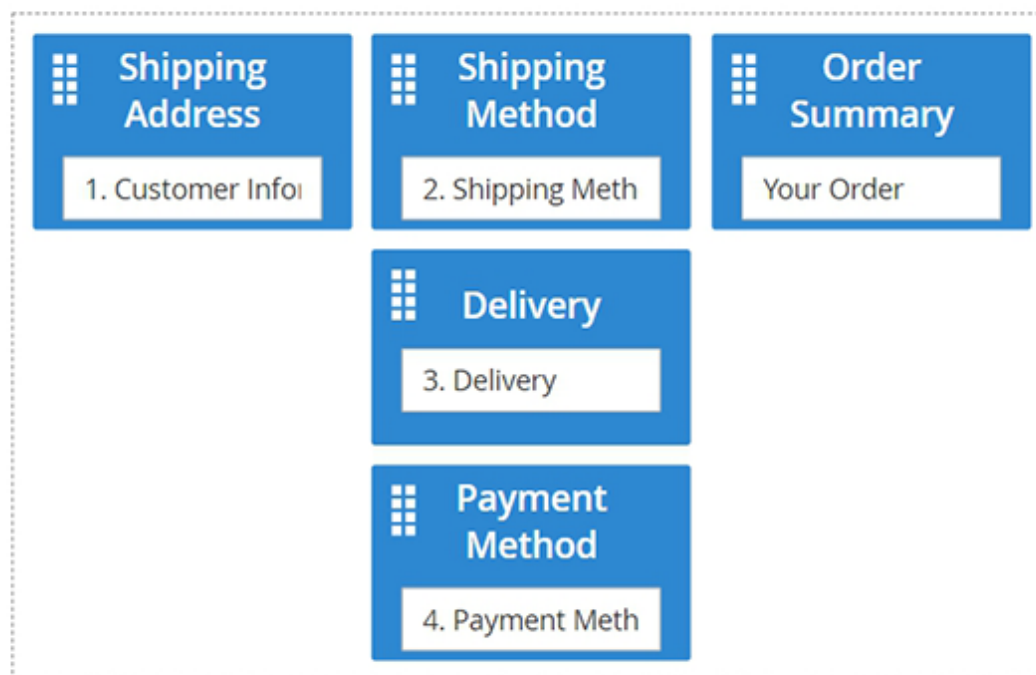 Shipping
Address
1. Customer Infor
Shipping
Method
2. Shipping Meth
Order
Summary
Your Order
Delivery
3. Delivery
Payment
Method
4. Payment Meth